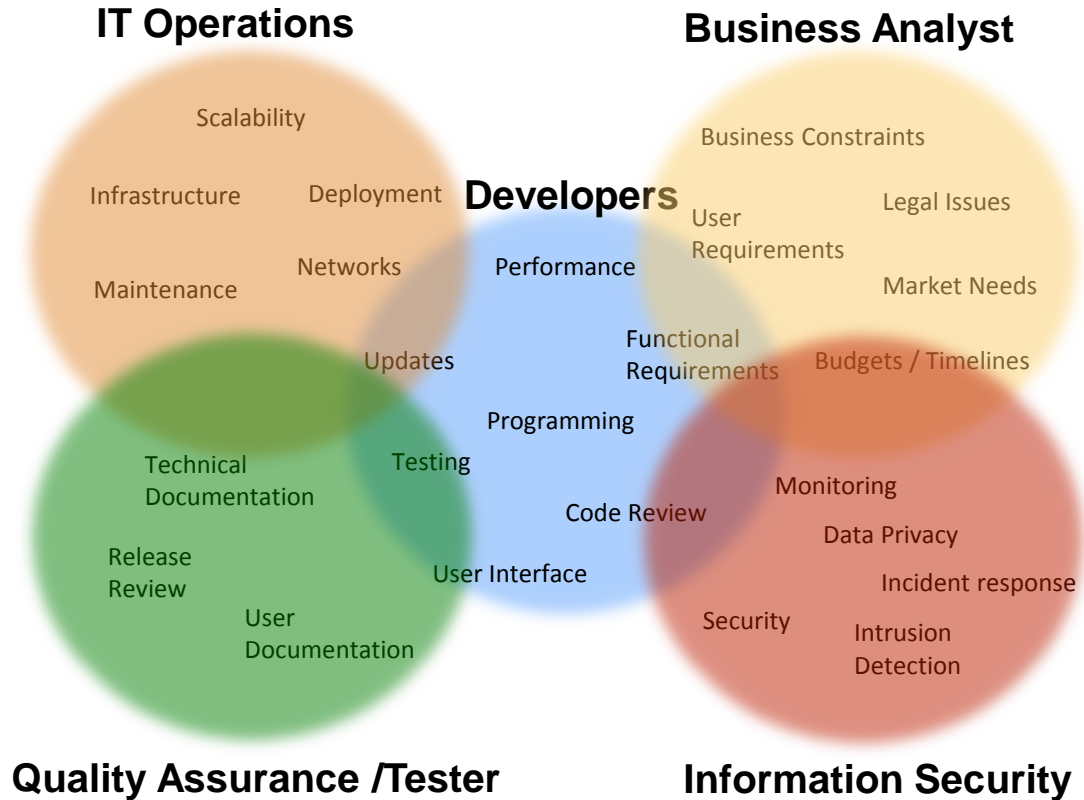 IT Operations
Business Analyst
Scalability
Business Constraints
Infrastructure
Deployment
Developers
Legal Issues
User
Requirements
Networks
Performance
Maintenance
Market Needs
Updates
Functional
Requirements
Budgets / Timelines
Programming
Technical
Documentation
Testing
Monitoring
Code Review
Data Privacy
Release
Review
User Interface
Incident response
User
Documentation
Security
Intrusion
Detection
Quality Assurance /Tester
Information Security